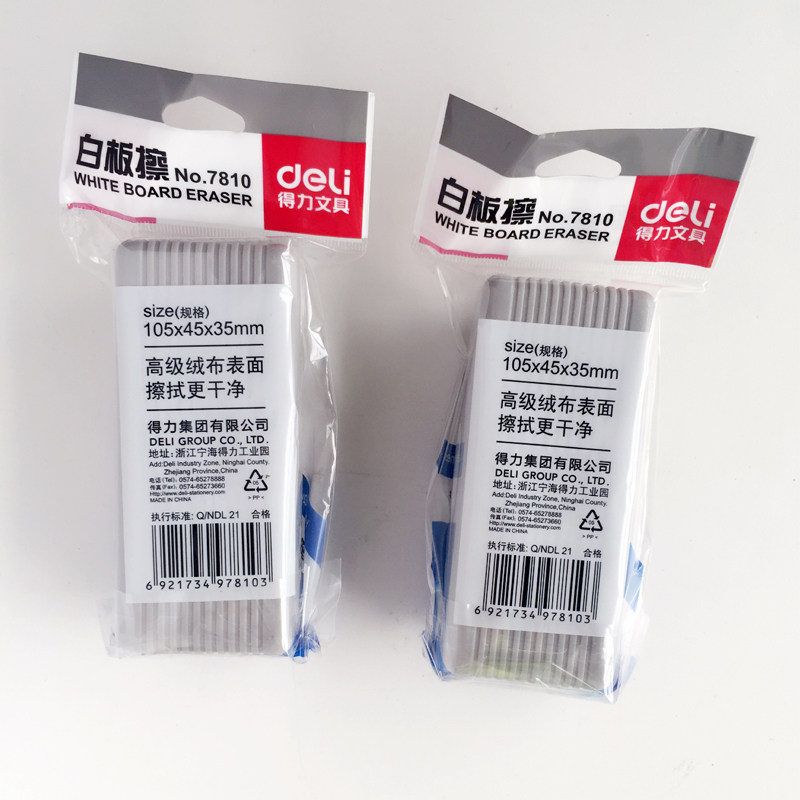 白板擦 No.7810
WHITE BOARD ERASER
deli
得力文具
size(规格)
105x45x35mm
高级绒布表面
擦拭更干净
得力集团有限公司
DELI GROUP CO., LTD.
地址: 浙江宁海得力工业园
Add:Deli Industry Zone, Ninghai County,
Zhejiang Province,China
电话(Tel): 0574-65278888
传真(Fax): 0574-65273660
http://www.deli-stationery.com
MADE IN CHINA
> PP <
执行标准: Q/NDL 21 合格
6 921734 978103
白板擦 No.7810
WHITE BOARD ERASER
deli
得力文具
size(规格)
105x45x35mm
高级绒布表面
擦拭更干净
得力集团有限公司
DELI GROUP CO., LTD.
地址: 浙江宁海得力工业园
Add:Deli Industry Zone, Ninghai County,
Zhejiang Province,China
电话(Tel): 0574-65278888
传真(Fax): 0574-65273660
http://www.deli-stationery.com
MADE IN CHINA
> PP <
执行标准: Q/NDL 21 合格
6 921734 978103